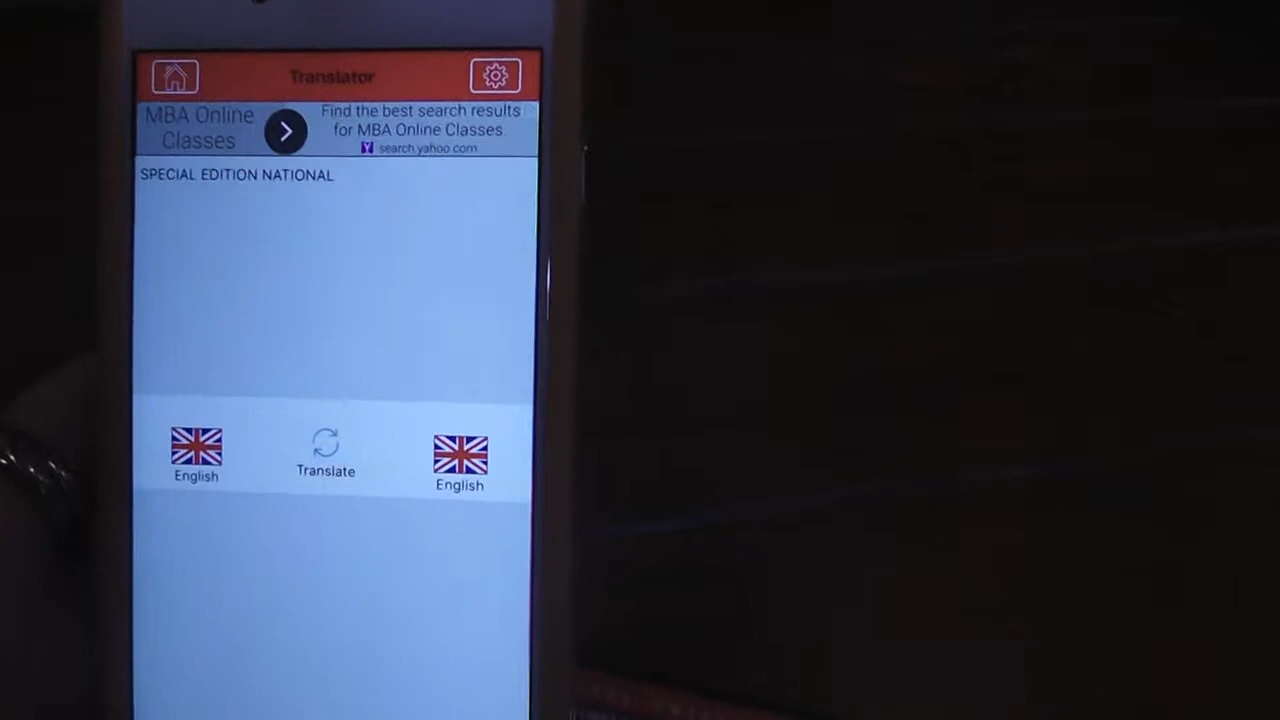 Translator
MBA Online
Classes
Find the best search results
for MBA Online Classes
search.yahoo.com
SPECIAL EDITION NATIONAL
English
Translate
English